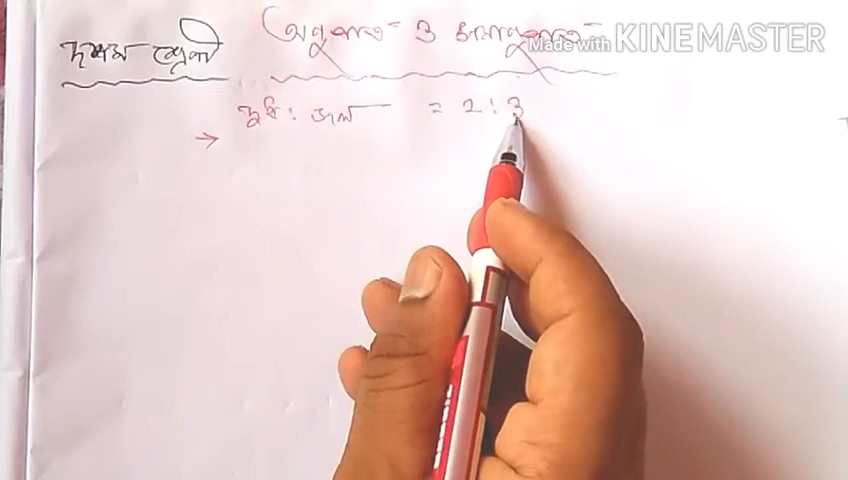 দশম শ্রেণী
অনুপাত ও সমানুপাত
Made with KINEMASTER
দুধ : জল = 2 : 3
→